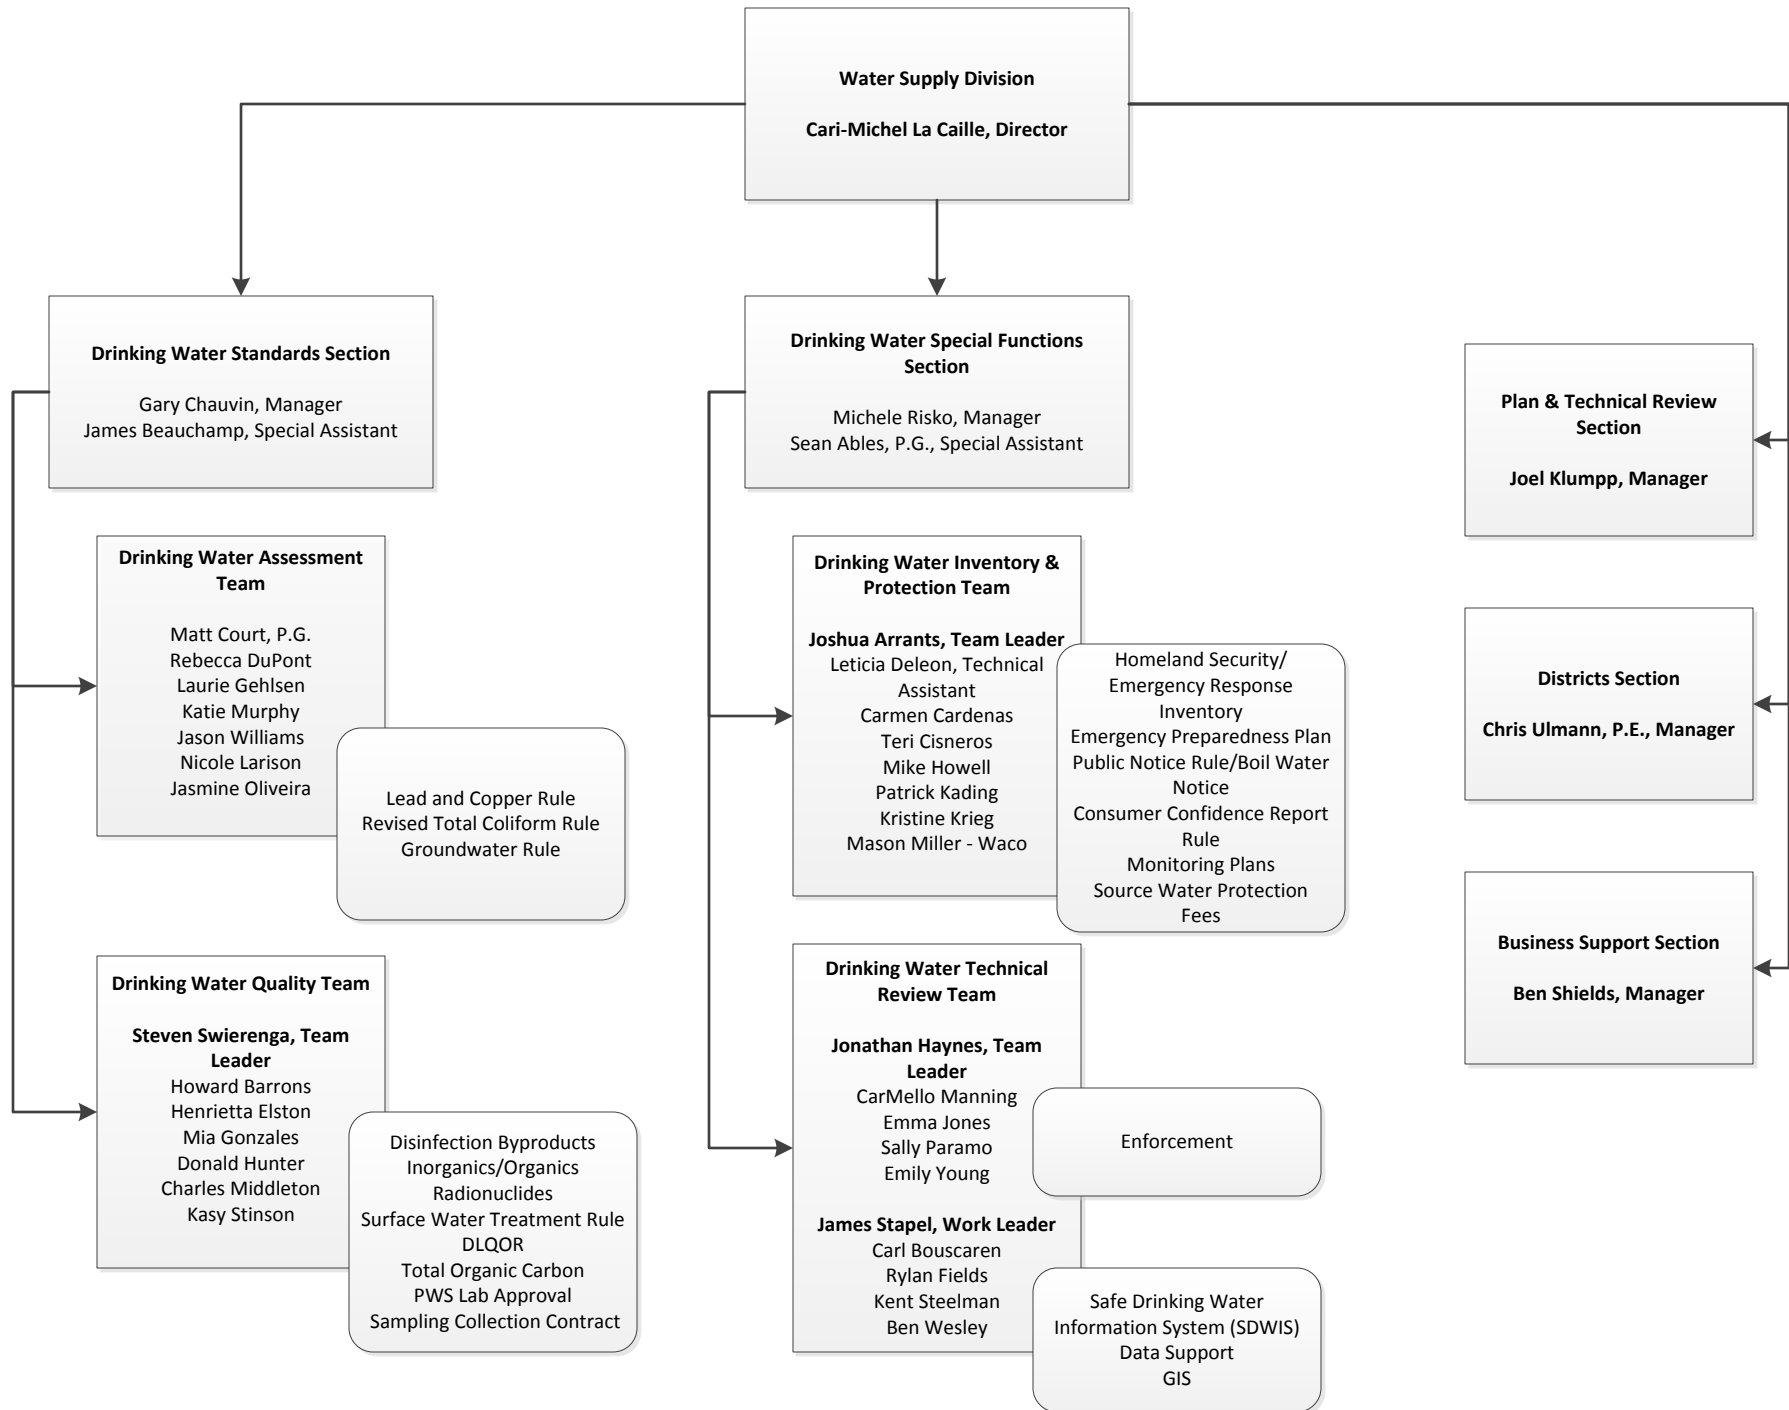 Water Supply Division
Cari-Michel La Caille, Director
Drinking Water Standards Section
Gary Chauvin, Manager
James Beauchamp, Special Assistant
Drinking Water Assessment
Team
Matt Court, P.G.
Rebecca DuPont
Laurie Gehlsen
Katie Murphy
Jason Williams
Nicole Larison
Jasmine Oliveira
Lead and Copper Rule
Revised Total Coliform Rule
Groundwater Rule
Drinking Water Quality Team
Steven Swierenga, Team
Leader
Howard Barrons
Henrietta Elston
Mia Gonzales
Donald Hunter
Charles Middleton
Kasy Stinson
Disinfection Byproducts
Inorganics/Organics
Radionuclides
Surface Water Treatment Rule
DLQOR
Total Organic Carbon
PWS Lab Approval
Sampling Collection Contract
Drinking Water Special Functions
Section
Michele Risko, Manager
Sean Ables, P.G., Special Assistant
Drinking Water Inventory &
Protection Team
Joshua Arrants, Team Leader
Leticia Deleon, Technical
Assistant
Carmen Cardenas
Teri Cisneros
Mike Howell
Patrick Kading
Kristine Krieg
Mason Miller - Waco
Homeland Security/
Emergency Response
Inventory
Emergency Preparedness Plan
Public Notice Rule/Boil Water
Notice
Consumer Confidence Report
Rule
Monitoring Plans
Source Water Protection
Fees
Drinking Water Technical
Review Team
Jonathan Haynes, Team
Leader
CarMello Manning
Emma Jones
Sally Paramo
Emily Young
Enforcement
James Stapel, Work Leader
Carl Bouscaren
Rylan Fields
Kent Steelman
Ben Wesley
Safe Drinking Water
Information System (SDWIS)
Data Support
GIS
Plan & Technical Review
Section
Joel Klumpp, Manager
Districts Section
Chris Ulmann, P.E., Manager
Business Support Section
Ben Shields, Manager